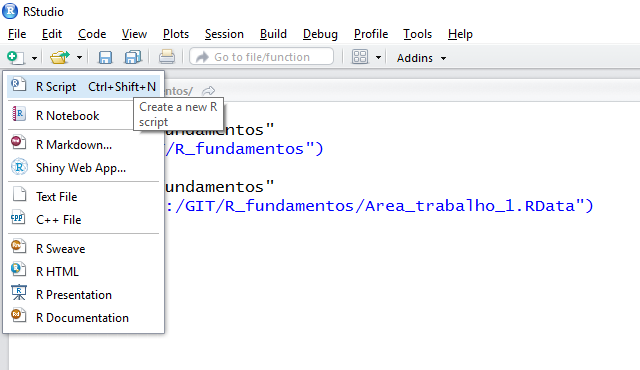 RStudio
File Edit Code View Plots Session Build Debug Profile Tools Help
Go to file/function Addins
R Script Ctrl+Shift+N
Create a new R
script
R Notebook
R Markdown...
Shiny Web App...
Text File
C++ File
R Sweave
R HTML
R Presentation
R Documentation
entos/
undamentos"
/R_fundamentos")
undamentos"
:/GIT/R_fundamentos/Area_trabalho_1.RData")